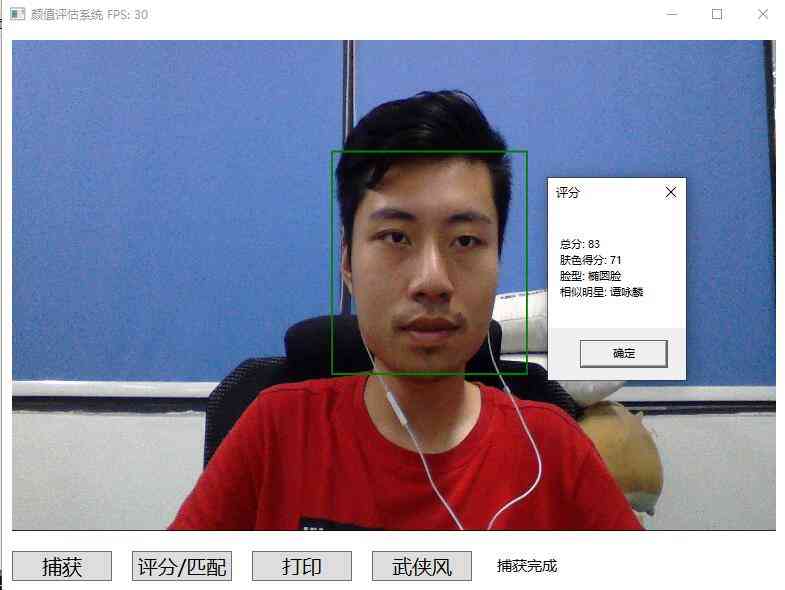 颜值评估系统 FPS: 30
评分
总分: 83
肤色得分: 71
脸型: 椭圆脸
相似明星: 谭咏麟
确定
捕获
评分/匹配
打印
武侠风
捕获完成